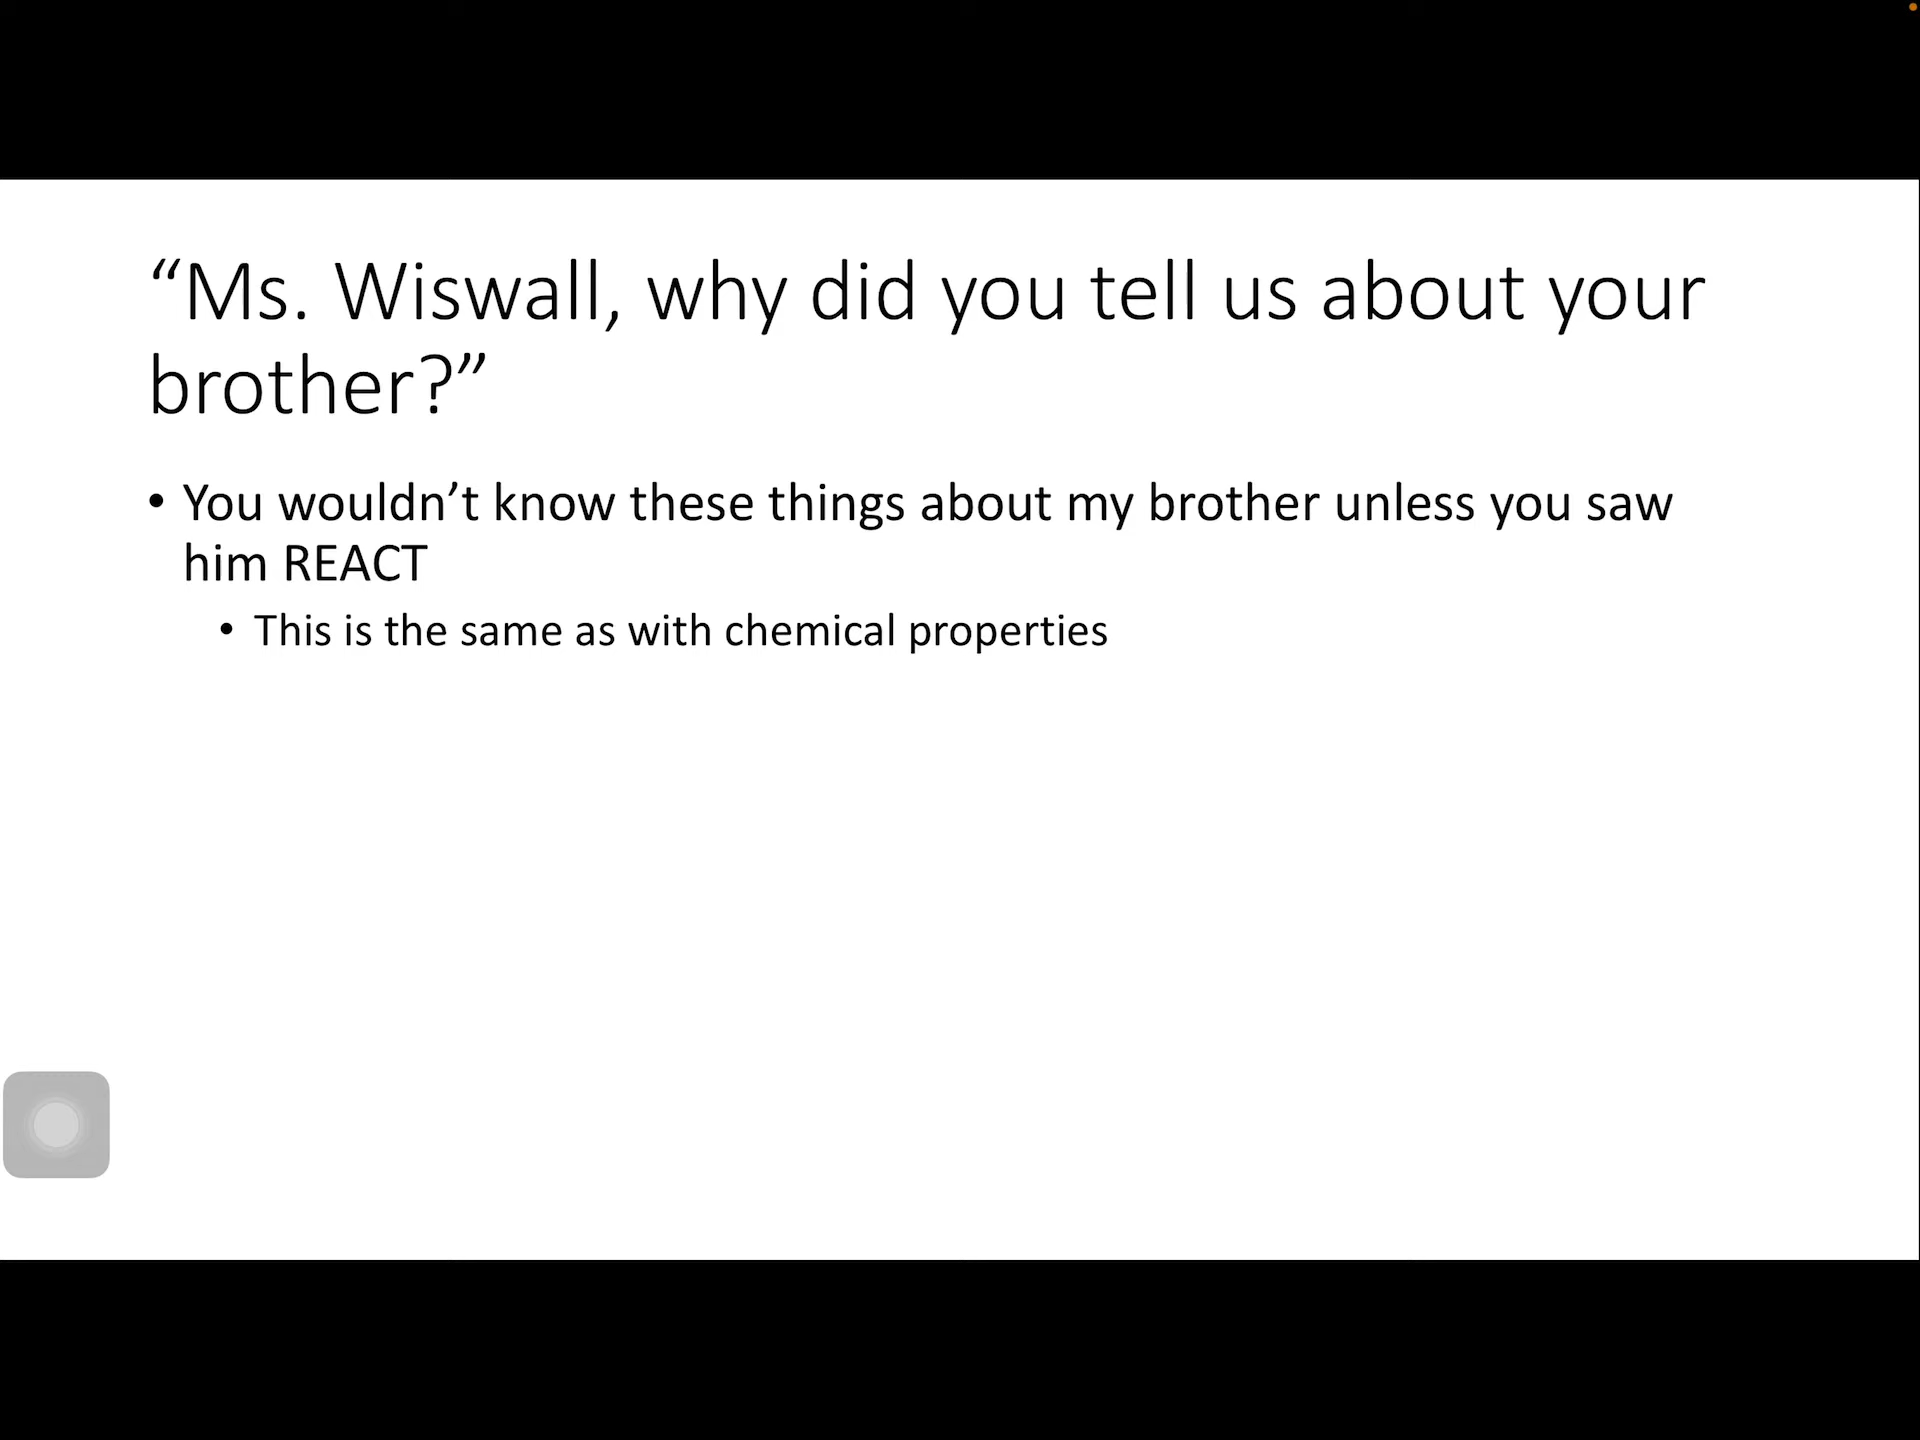 “Ms. Wiswall, why did you tell us about your
brother?”
• You wouldn’t know these things about my brother unless you saw
him REACT
• This is the same as with chemical properties